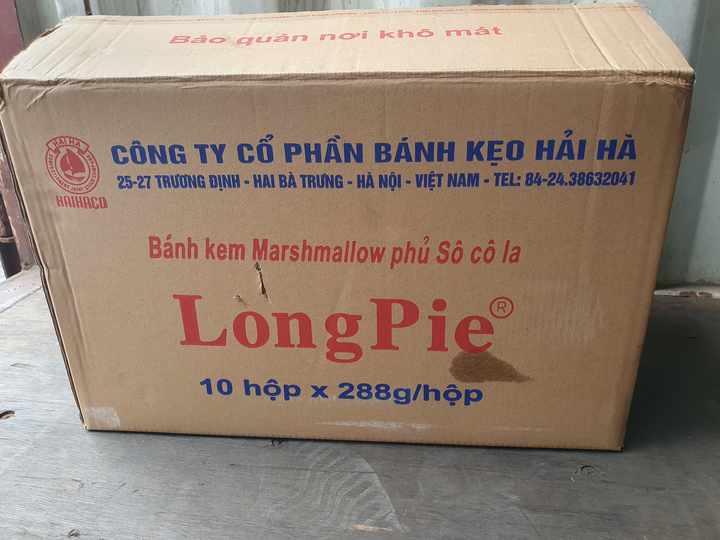 Bảo quản nơi khô mát
HẢI HÀ
HAIHACO
CÔNG TY CỔ PHẦN BÁNH KẸO HẢI HÀ
25-27 TRƯƠNG ĐỊNH - HAI BÀ TRƯNG - HÀ NỘI - VIỆT NAM - TEL: 84-24.38632041
Bánh kem Marshmallow phủ Sô cô la
LongPie®
10 hộp x 288g/hộp